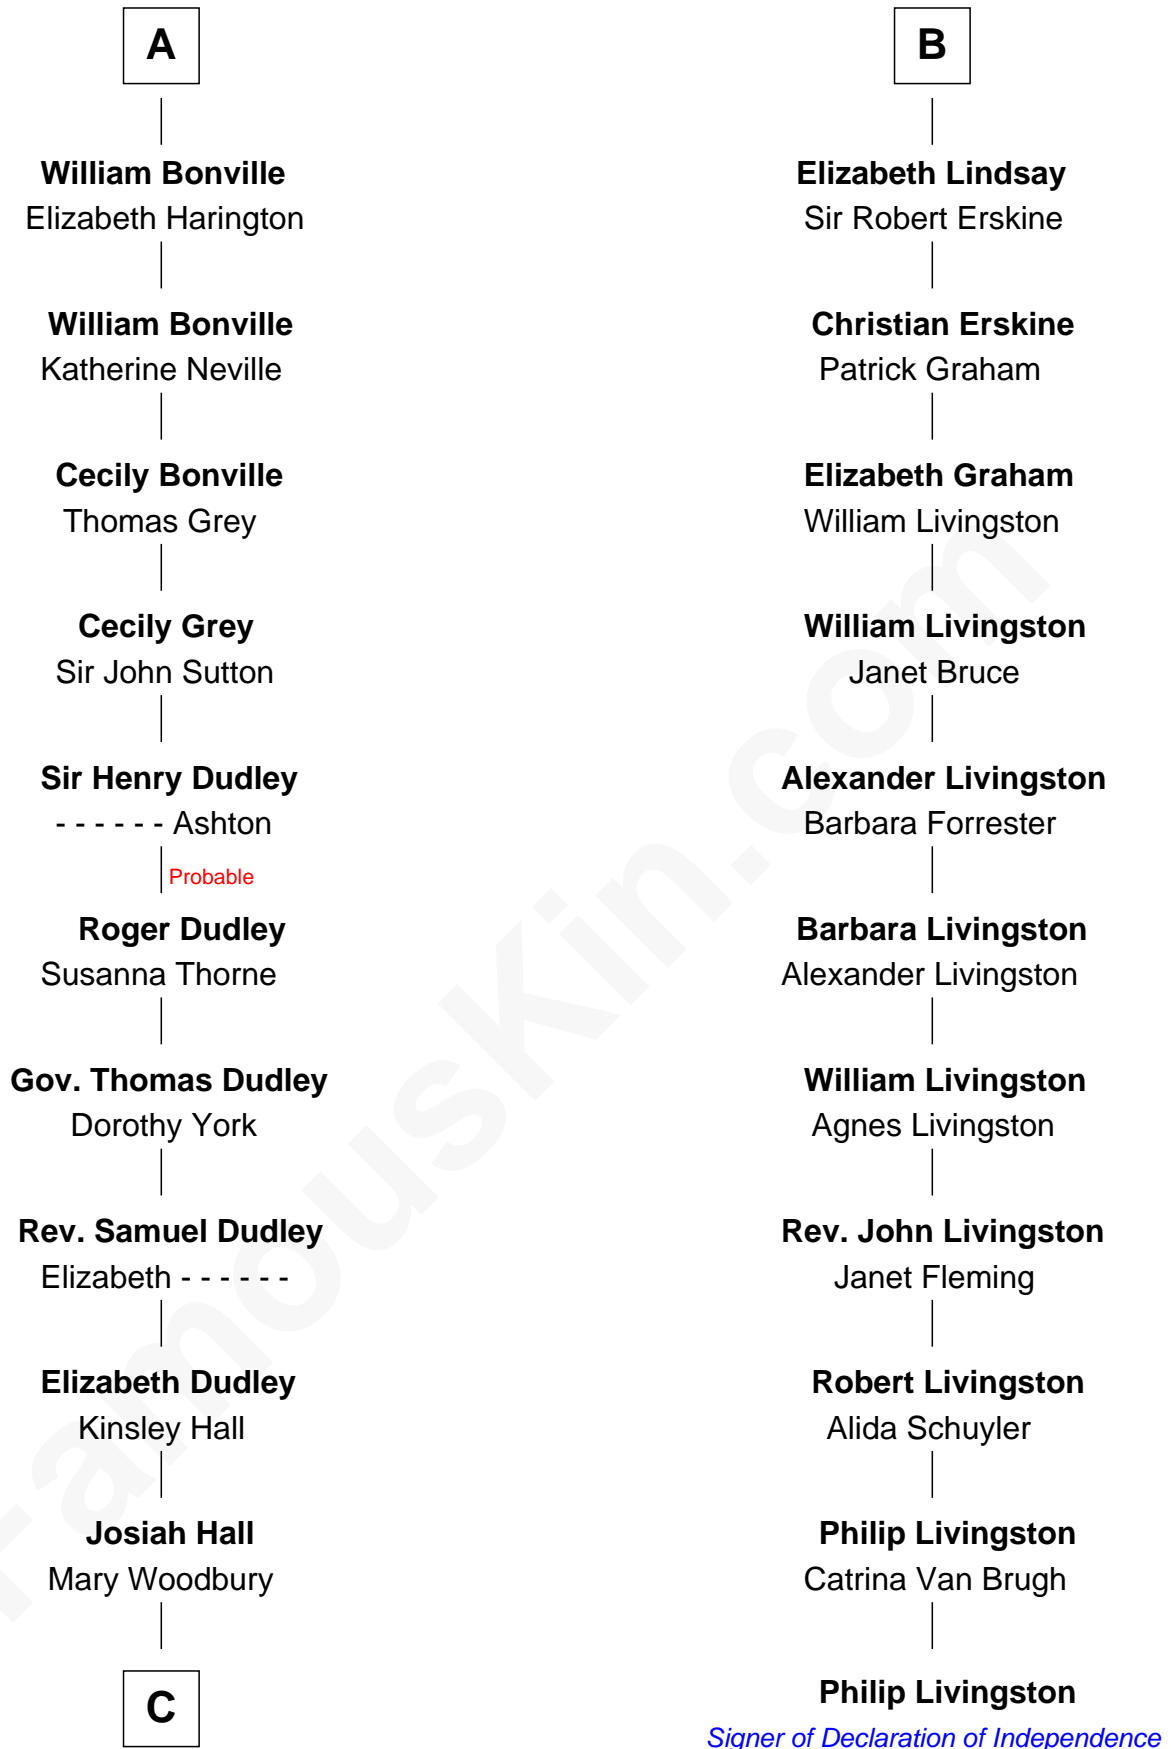 A
William Bonville
Elizabeth Harington
William Bonville
Katherine Neville
Cecily Bonville
Thomas Grey
Cecily Grey
Sir John Sutton
Sir Henry Dudley
- - - - - - Ashton
Probable
Roger Dudley
Susanna Thorne
Gov. Thomas Dudley
Dorothy York
Rev. Samuel Dudley
Elizabeth - - - - - -
Elizabeth Dudley
Kinsley Hall
Josiah Hall
Mary Woodbury
C
B
Elizabeth Lindsay
Sir Robert Erskine
Christian Erskine
Patrick Graham
Elizabeth Graham
William Livingston
William Livingston
Janet Bruce
Alexander Livingston
Barbara Forrester
Barbara Livingston
Alexander Livingston
William Livingston
Agnes Livingston
Rev. John Livingston
Janet Fleming
Robert Livingston
Alida Schuyler
Philip Livingston
Catrina Van Brugh
Philip Livingston
Signer of Declaration of Independence
FamousKin.com